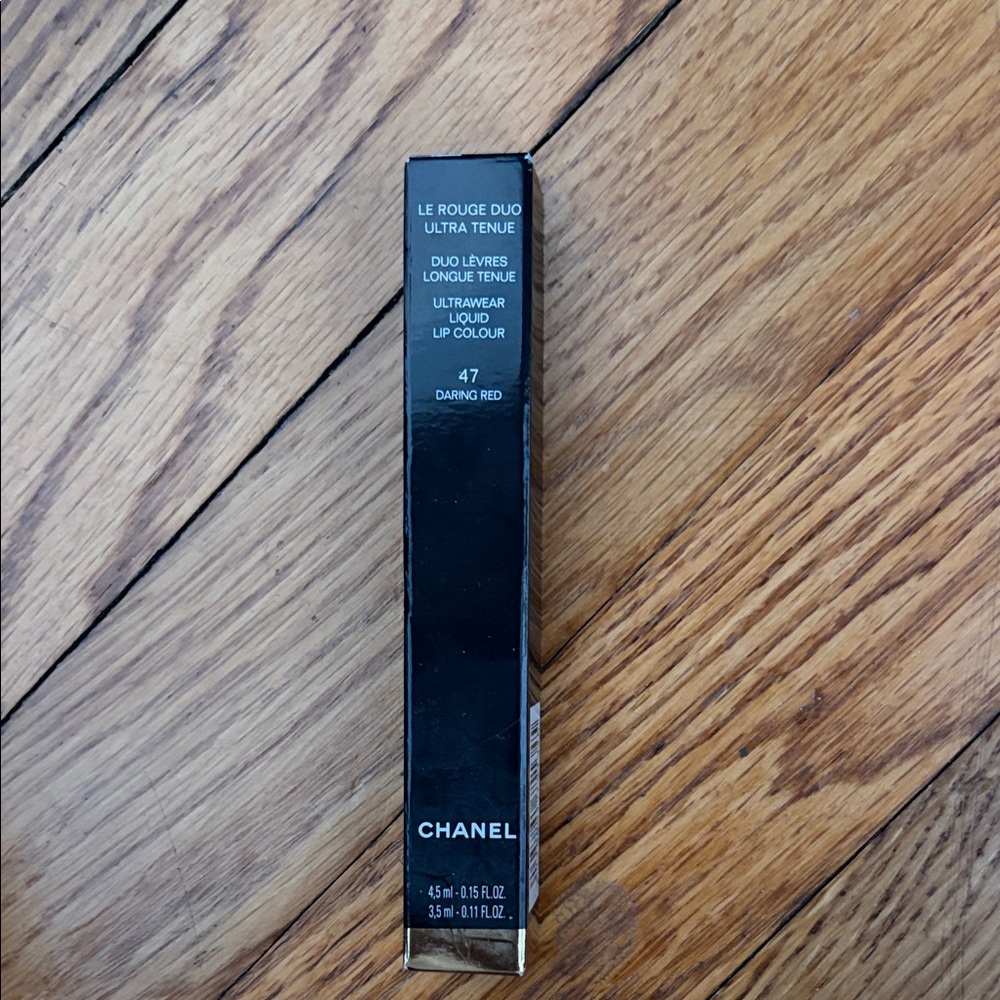 LE ROUGE DUO
ULTRA TENUE
DUO LÈVRES
LONGUE TENUE
ULTRAWEAR
LIQUID
LIP COLOUR
47
DARING RED
CHANEL
4,5 ml - 0.15 FL.OZ.
3,5 ml - 0.11 FL.OZ.